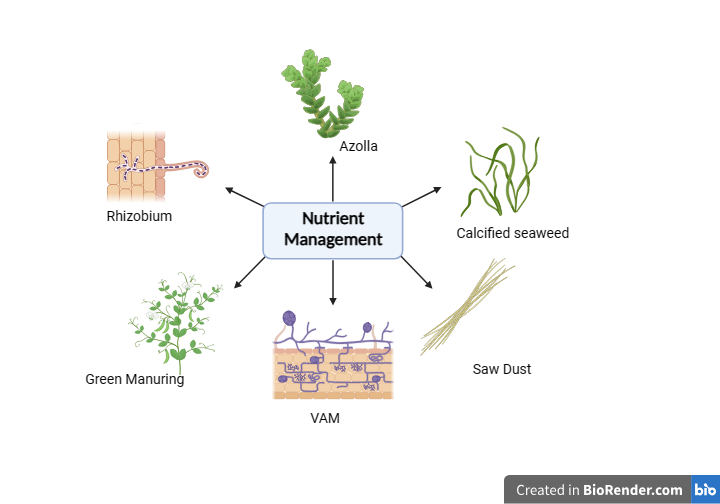 Azolla
Rhizobium
Nutrient
Management
Calcified seaweed
Green Manuring
Saw Dust
VAM
Created in BioRender.com bio